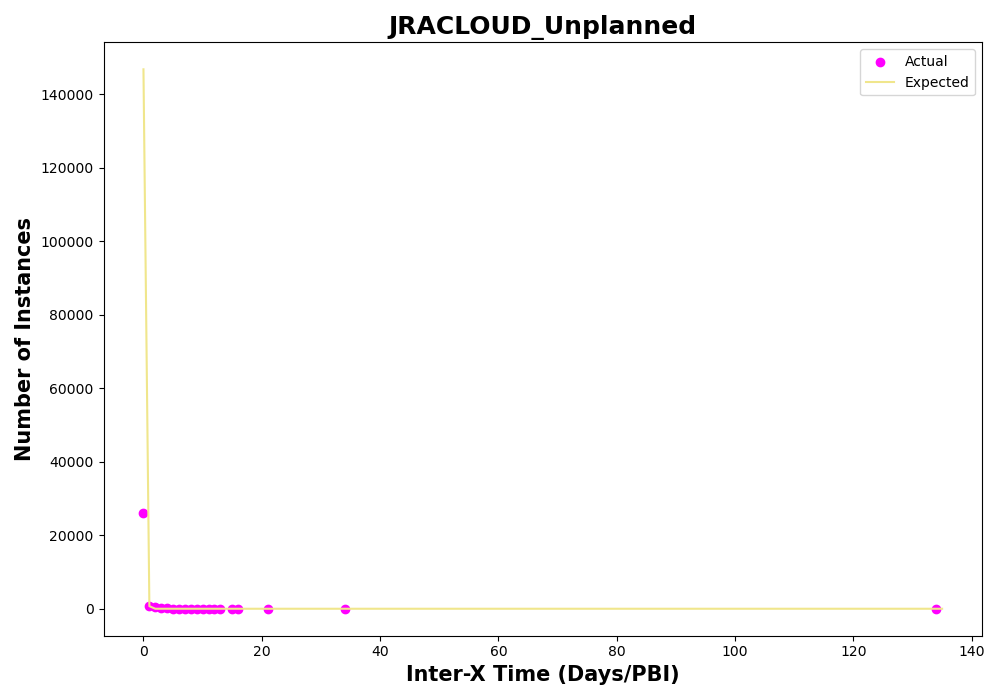 JRACLOUD_Unplanned
Actual
Expected
140000
120000
100000
80000
60000
40000
20000
0
Number of Instances
0 20 40 60 80 100 120 140
Inter-X Time (Days/PBI)